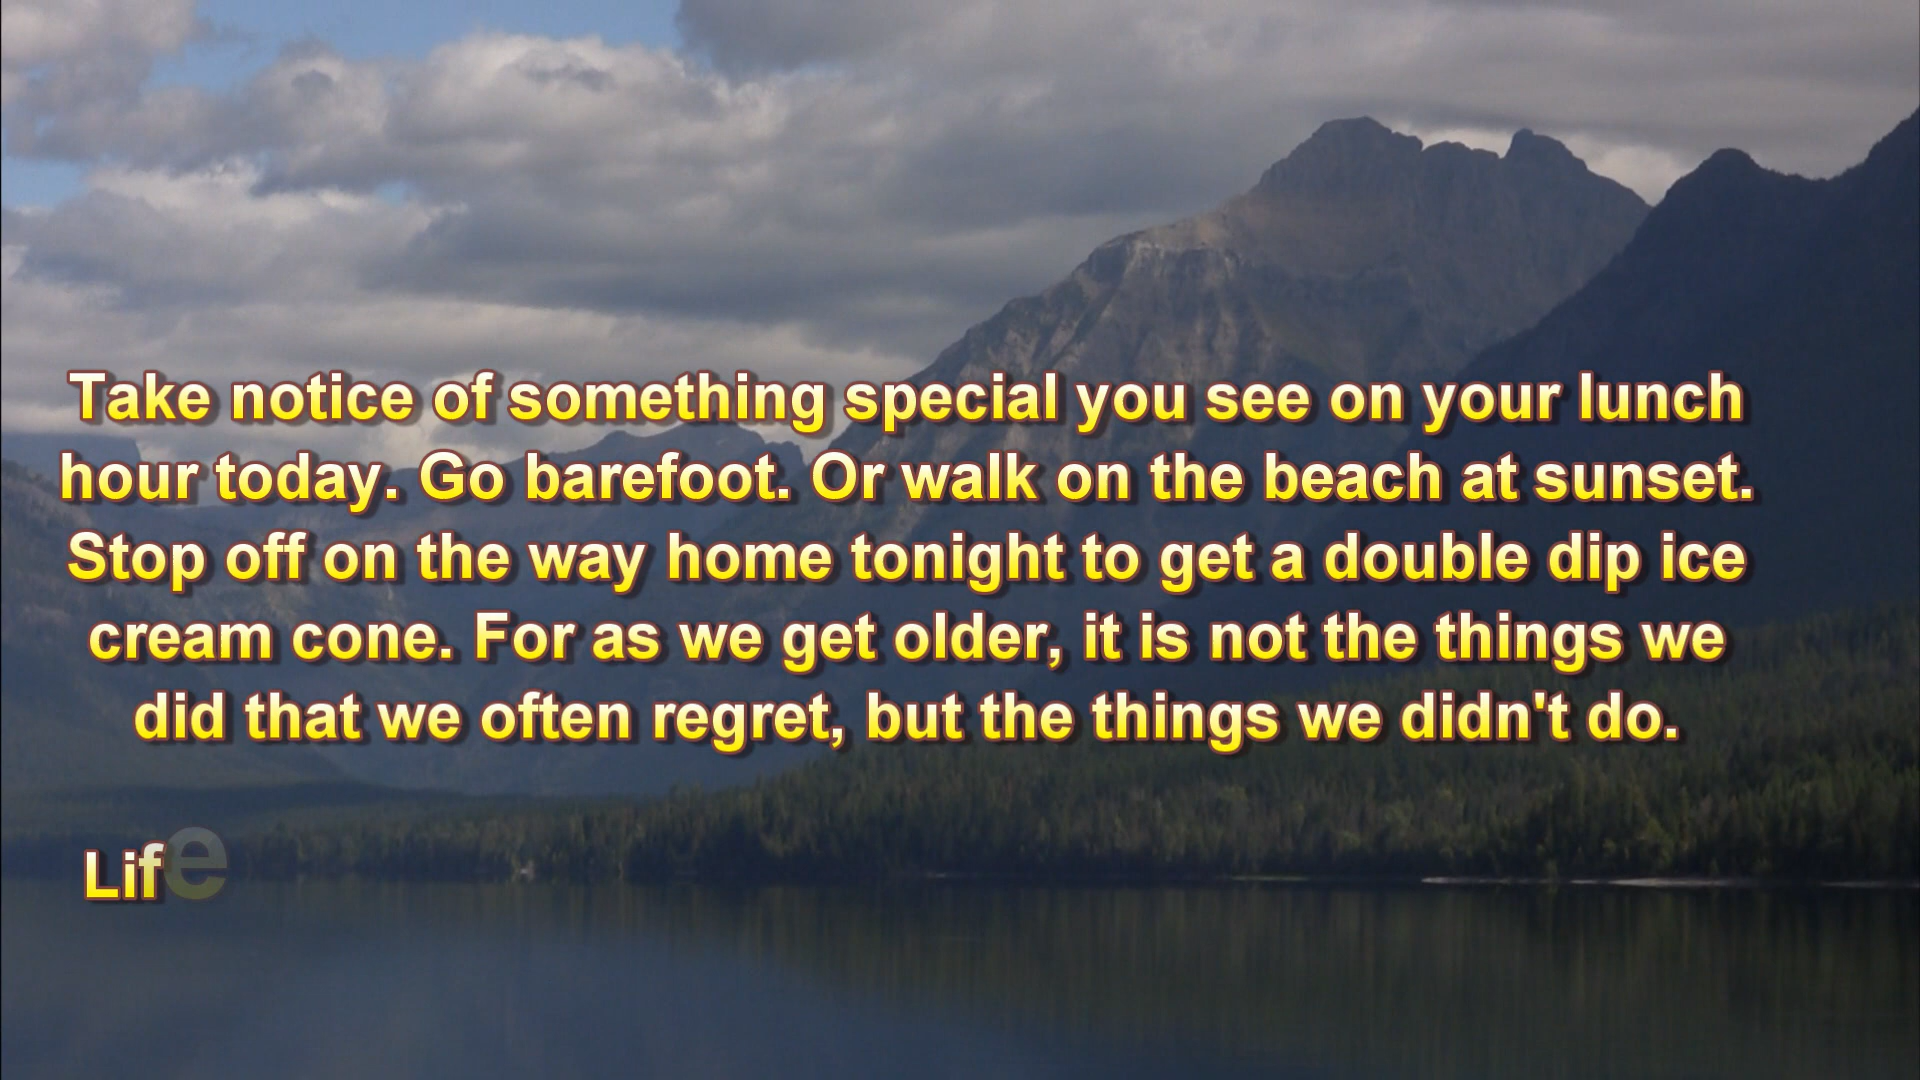 Take notice of something special you see on your lunch
hour today. Go barefoot. Or walk on the beach at sunset.
Stop off on the way home tonight to get a double dip ice
cream cone. For as we get older, it is not the things we
did that we often regret, but the things we didn't do.
Life